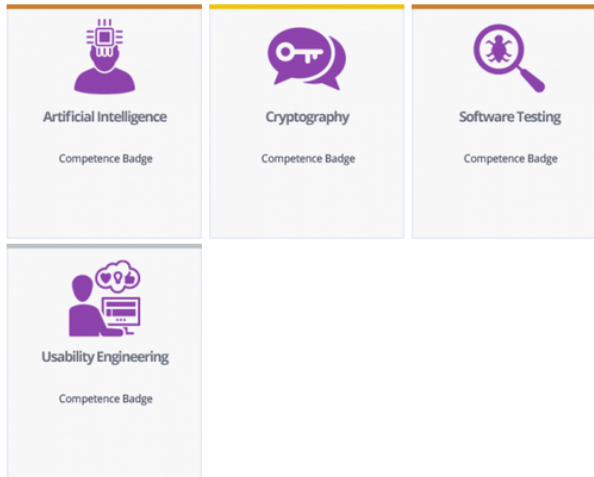 Artificial Intelligence
Competence Badge
Cryptography
Competence Badge
Software Testing
Competence Badge
Usability Engineering
Competence Badge